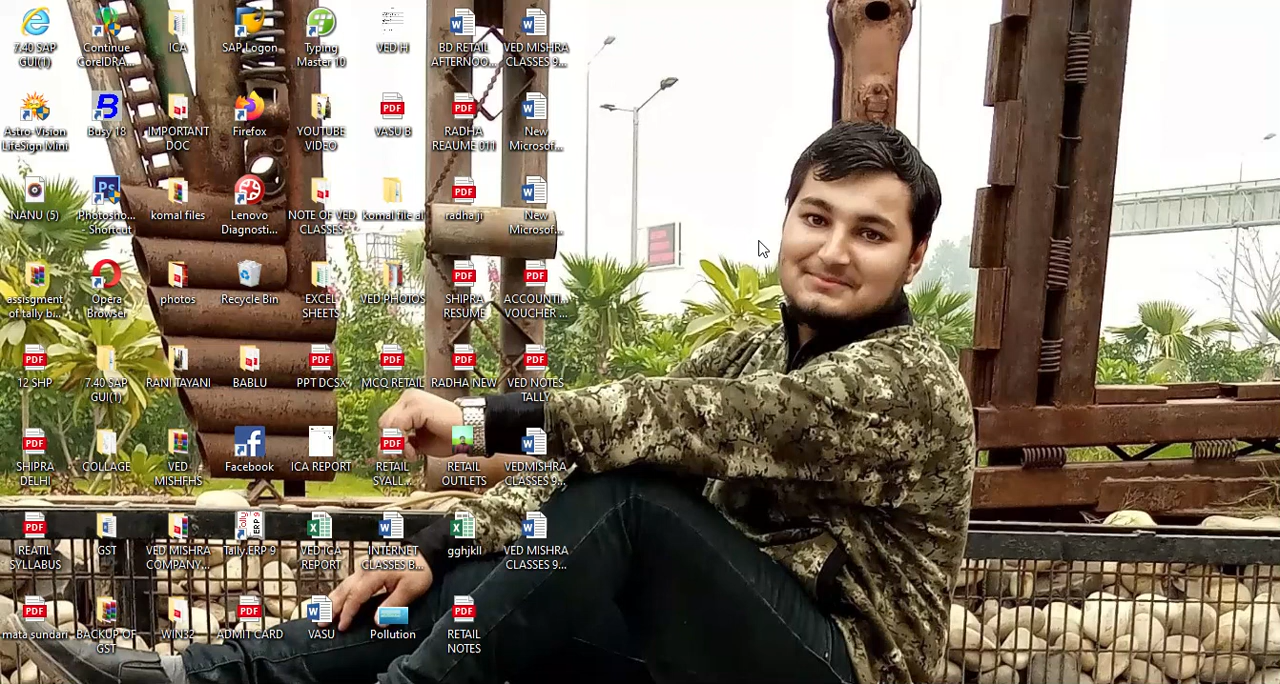 7.40 SAP
GUI(1)
Continue
CorelDRA...
ICA
SAP Logon
Typing
Master 10
VED H
BD RETAIL
AFTERNOO...
VED MISHRA
CLASSES 9...
Astro-Vision
LifeSign Mini
Busy 18
IMPORTANT
DOC
Firefox
YOUTUBE
VIDEO
VASU B
RADHA
REAUME 011
New
Microsof...
NANU (5)
Photosho...
Shortcut
komal files
Lenovo
Diagnosti...
NOTE OF VED
CLASSES
komal file al
radha ji
New
Microsof...
assisgment
of tally b...
Opera
Browser
photos
Recycle Bin
EXCEL
SHEETS
VED PHOTOS
SHIPRA
RESUME
ACCOUNTI...
VOUCHER ...
12 SHP
7.40 SAP
GUI(1)
RANI TAYANI
BABLU
PPT DCSX
MCQ RETAIL
RADHA NEW
VED NOTES
TALLY
SHIPRA
DELHI
COLLAGE
VED
MISHFHS
Facebook
ICA REPORT
RETAIL
SYALL...
RETAIL
OUTLETS
VEDMISHRA
CLASSES 9...
REATIL
SYLLABUS
GST
VED MISHRA
COMPANY...
Tally.ERP 9
VED ICA
REPORT
INTERNET
CLASSES B...
gghjkll
VED MISHRA
CLASSES 9...
mata sundari
BACKUP OF
GST
WIN32
ADMIT CARD
VASU
Pollution
RETAIL
NOTES